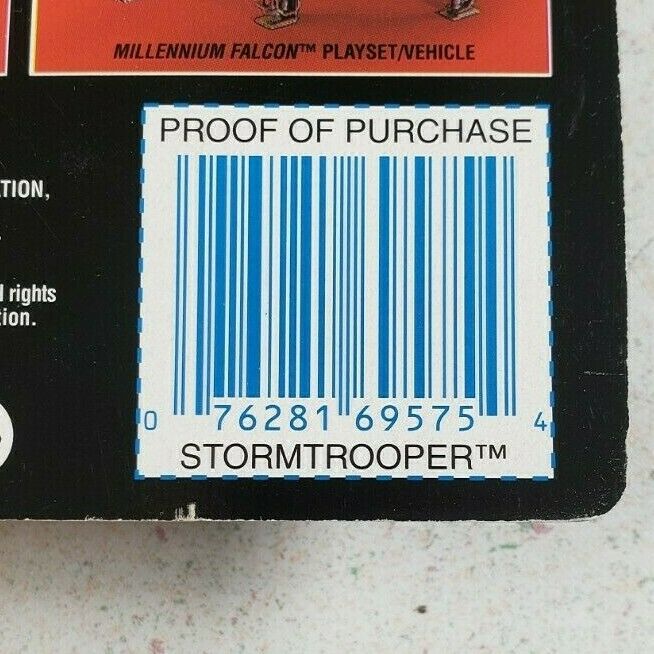 MILLENNIUM FALCON™ PLAYSET/VEHICLE
PROOF OF PURCHASE
TION,
rights
tion.
0 76281 69575 4
STORMTROOPER™